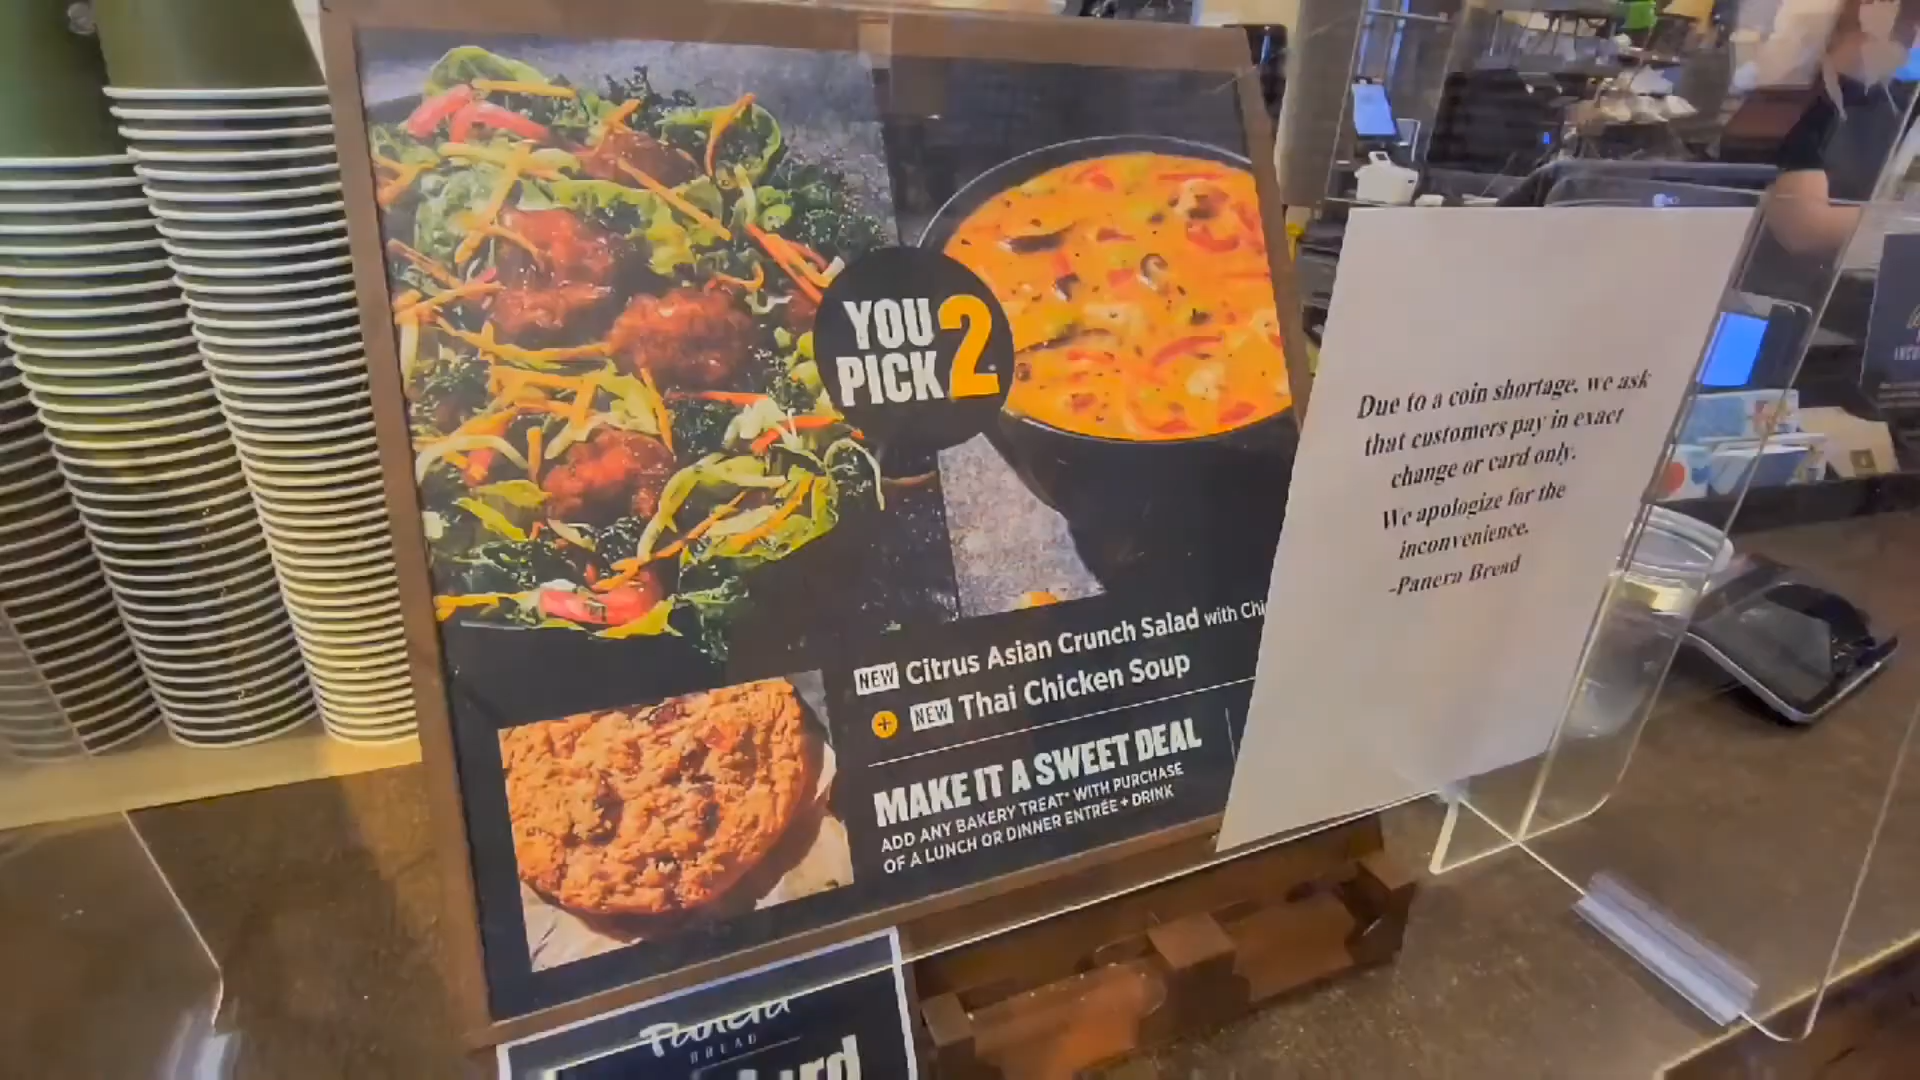 YOU
PICK 2
NEW Citrus Asian Crunch Salad with
+ NEW Thai Chicken Soup
MAKE IT A SWEET DEAL
ADD ANY BAKERY TREAT* WITH PURCHASE
OF A LUNCH OR DINNER ENTRÉE + DRINK
Due to a coin shortage, we ask
that customers pay in exact
change or card only.
We apologize for the
inconvenience.
-Panera Bread
Panera
BREAD